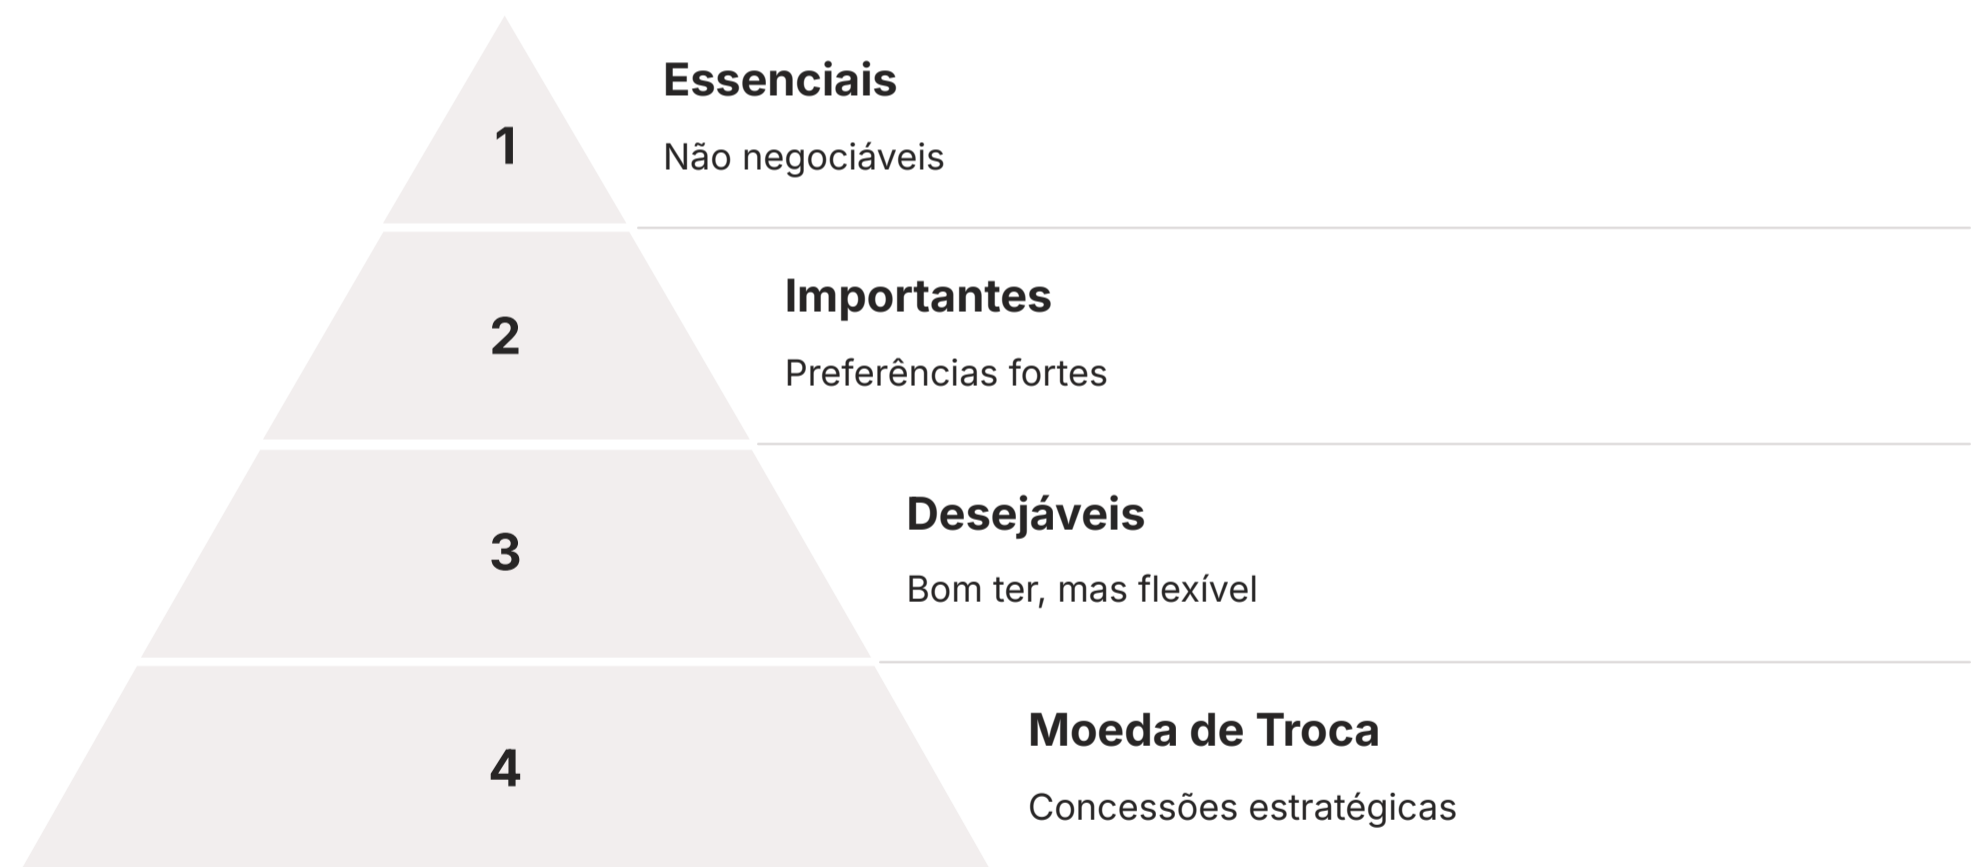 1
Essenciais
Não negociáveis
2
Importantes
Preferências fortes
3
Desejáveis
Bom ter, mas flexível
4
Moeda de Troca
Concessões estratégicas